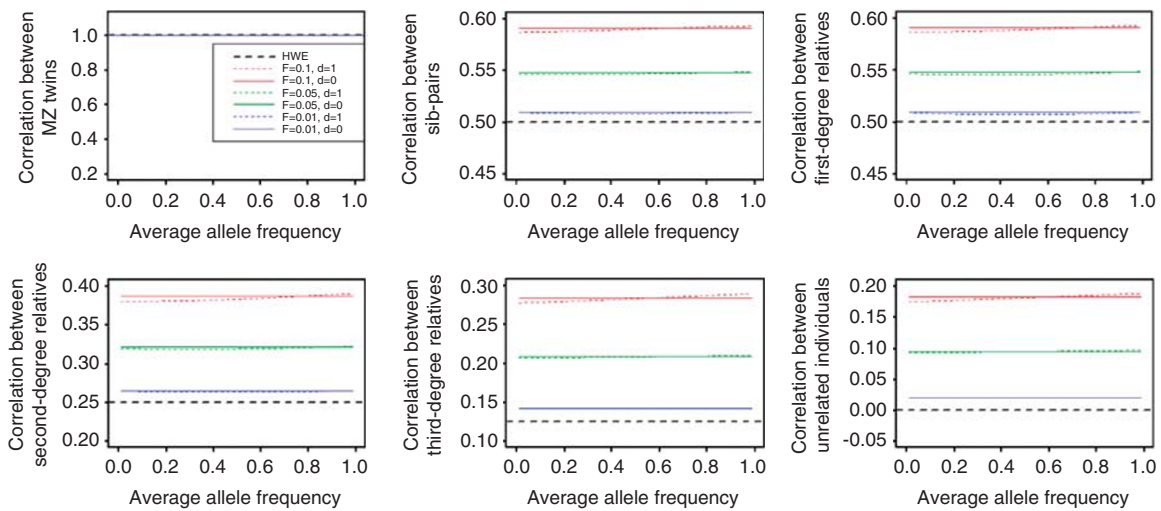 Correlation between
MZ twins
1.0
0.8
0.6
0.4
0.2
HWE
F=0.1, d=1
F=0.1, d=0
F=0.05, d=1
F=0.05, d=0
F=0.01, d=1
F=0.01, d=0
0.0 0.2 0.4 0.6 0.8 1.0
Average allele frequency
Correlation between
sib-pairs
0.60
0.55
0.50
0.45
0.0 0.2 0.4 0.6 0.8 1.0
Average allele frequency
Correlation between
first-degree relatives
0.60
0.55
0.50
0.45
0.0 0.2 0.4 0.6 0.8 1.0
Average allele frequency
Correlation between
second-degree relatives
0.40
0.35
0.30
0.25
0.20
0.0 0.2 0.4 0.6 0.8 1.0
Average allele frequency
Correlation between
third-degree relatives
0.30
0.25
0.20
0.15
0.10
0.0 0.2 0.4 0.6 0.8 1.0
Average allele frequency
Correlation between
unrelated individuals
0.20
0.15
0.10
0.05
0.00
-0.05
0.0 0.2 0.4 0.6 0.8 1.0
Average allele frequency